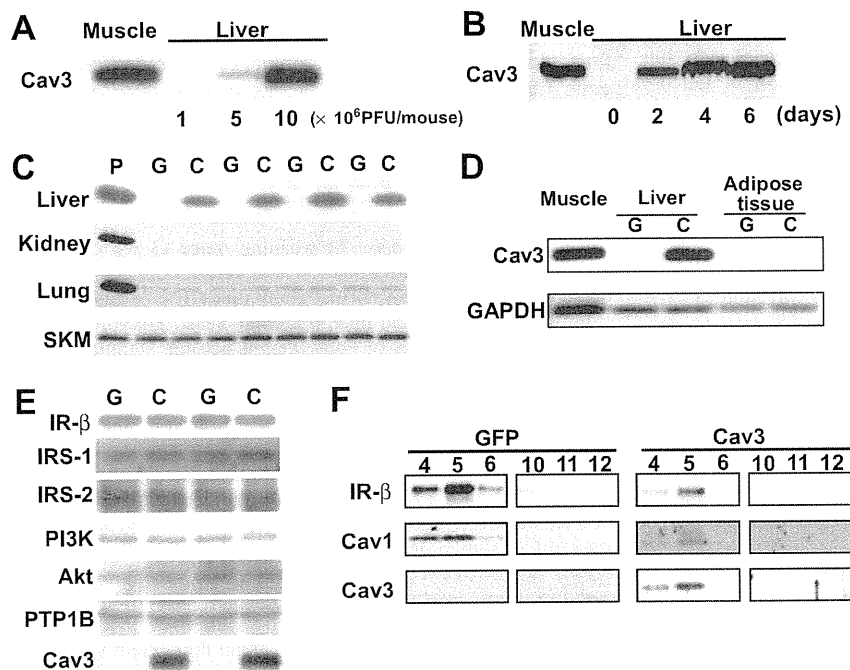 A
Muscle Liver
Cav3
1 5 10 (× 10⁶PFU/mouse)
B
Liver
Cav3
0 2 4 6 (days)
C
P G C G C G C G C
Liver
Kidney
Lung
SKM
D
Muscle Liver Adipose tissue
G C G C
Cav3
GAPDH
E
G C G C
IR-β
IRS-1
IRS-2
PI3K
Akt
PTP1B
Cav3
F
GFP Cav3
4 5 6 10 11 12 4 5 6 10 11 12
IR-β
Cav1
Cav3